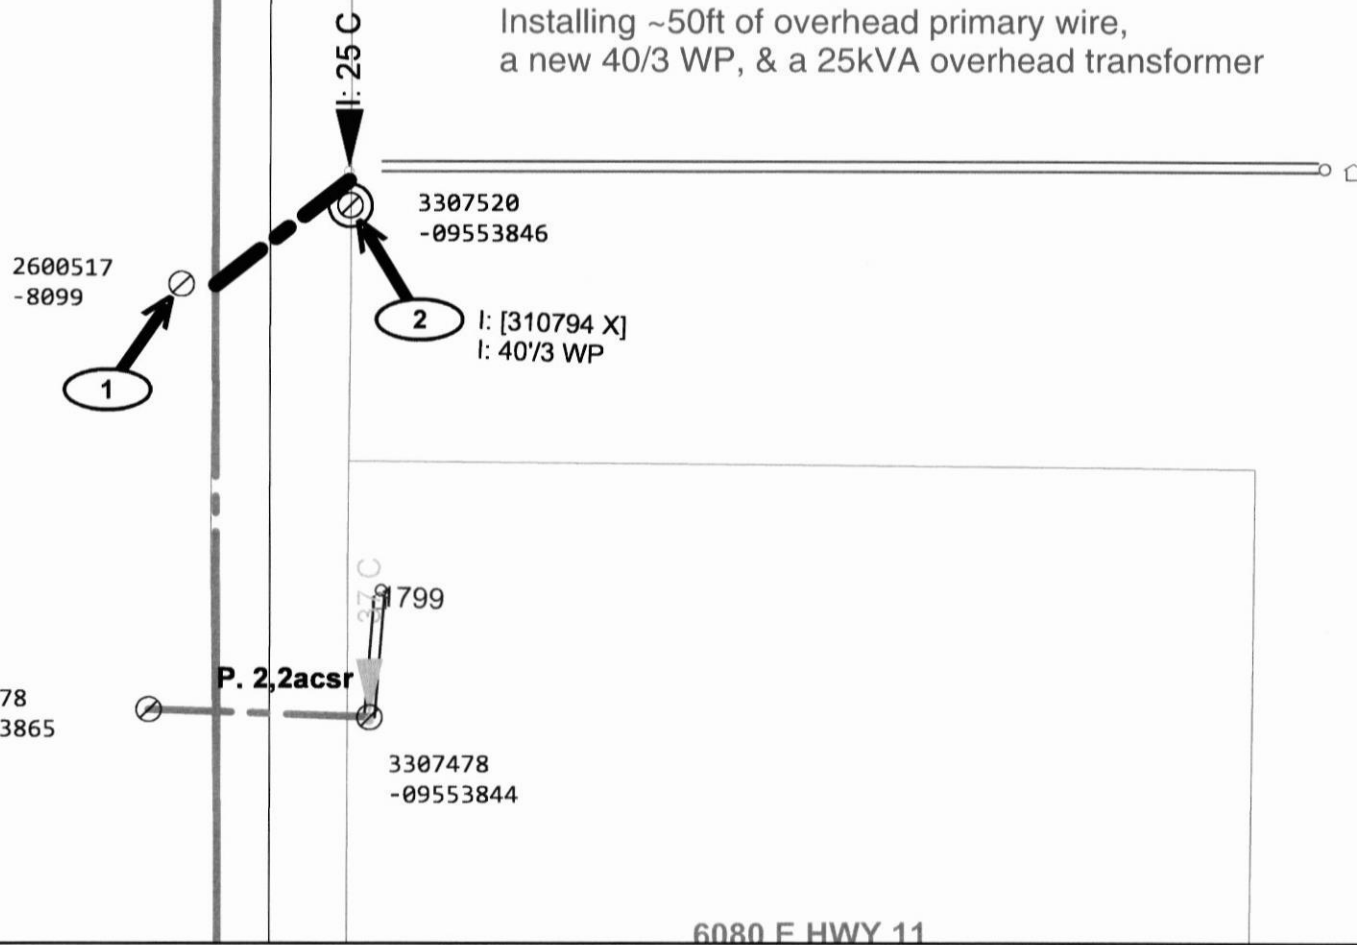 Installing ~50ft of overhead primary wire,
a new 40/3 WP, & a 25kVA overhead transformer
I: 25 C
3307520
-09553846
2600517
-8099
1
2
I: [310794 X]
I: 40'/3 WP
37 C
1799
P. 2,2acsr
78
3865
3307478
-09553844
6080 E HWY 11